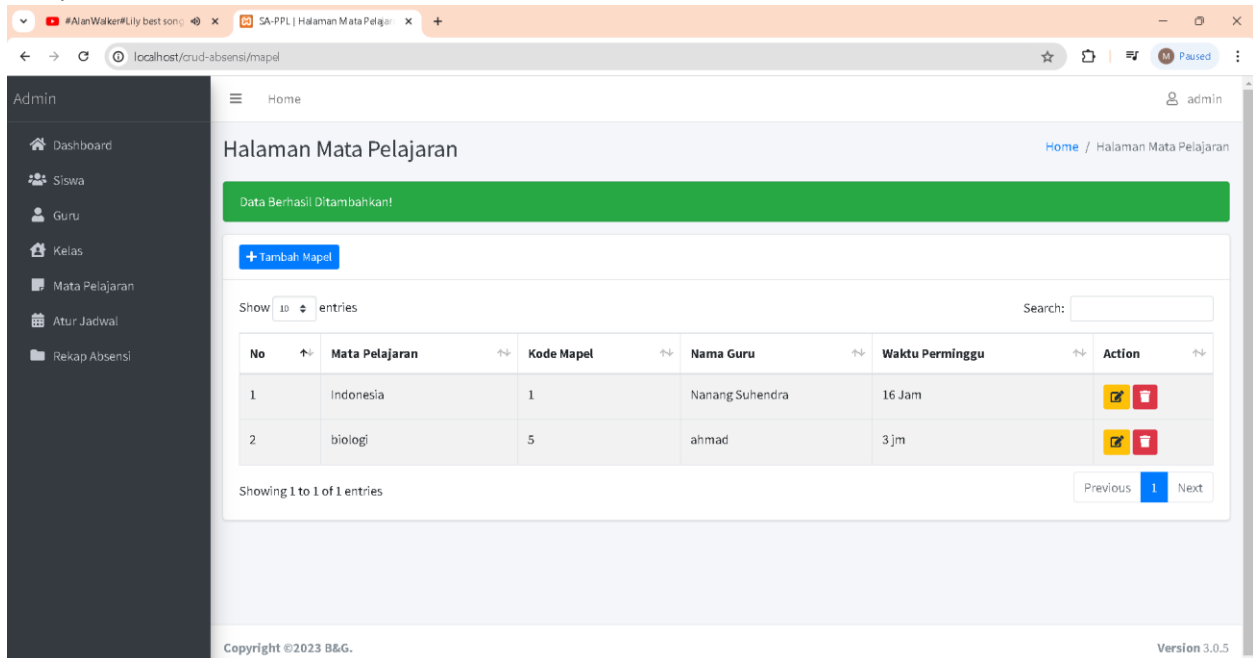 #AlanWalker#Lily best song
SA-PPL | Halaman Mata Pelajar
localhost/crud-absensi/mapel
M Paused
Admin
Home
admin
Dashboard
Siswa
Guru
Kelas
Mata Pelajaran
Atur Jadwal
Rekap Absensi
Halaman Mata Pelajaran
Home / Halaman Mata Pelajaran
Data Berhasil Ditambahkan!
Tambah Mapel
Show 10 entries
Search:
No Mata Pelajaran Kode Mapel Nama Guru Waktu Perminggu Action
1 Indonesia 1 Nanang Suhendra 16 Jam
2 biologi 5 ahmad 3 jm
Showing 1 to 1 of 1 entries
Previous 1 Next
Copyright ©2023 B&G.
Version 3.0.5